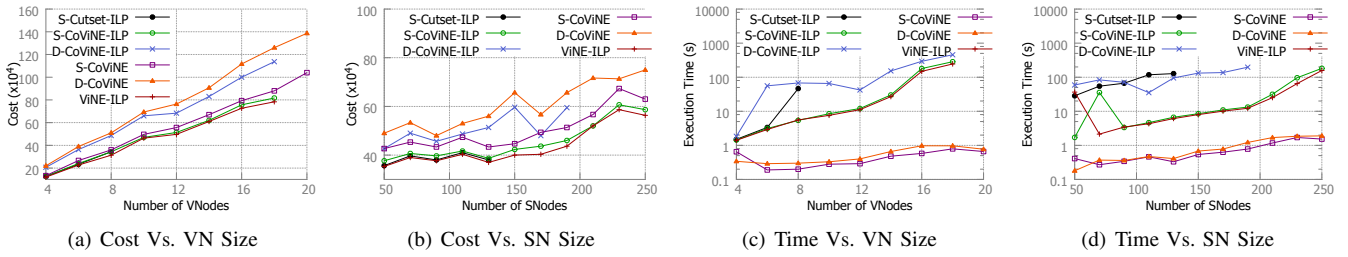 160
140
120
100
80
60
40
20
4
8
12
16
20
Cost (x10⁴)
Number of VNodes
S-Cutset-ILP
S-CoViNE-ILP
D-CoViNE-ILP
S-CoViNE
D-CoViNE
ViNE-ILP
(a) Cost Vs. VN Size
100
80
60
40
50
100
150
200
250
Cost (x10⁴)
Number of SNodes
S-Cutset-ILP
S-CoViNE-ILP
D-CoViNE-ILP
S-CoViNE
D-CoViNE
ViNE-ILP
(b) Cost Vs. SN Size
10000
1000
100
10
1
0.1
4
8
12
16
20
Execution Time (s)
Number of VNodes
S-Cutset-ILP
S-CoViNE-ILP
D-CoViNE-ILP
S-CoViNE
D-CoViNE
ViNE-ILP
(c) Time Vs. VN Size
10000
1000
100
10
1
0.1
50
100
150
200
250
Execution Time (s)
Number of SNodes
S-Cutset-ILP
S-CoViNE-ILP
D-CoViNE-ILP
S-CoViNE
D-CoViNE
ViNE-ILP
(d) Time Vs. SN Size